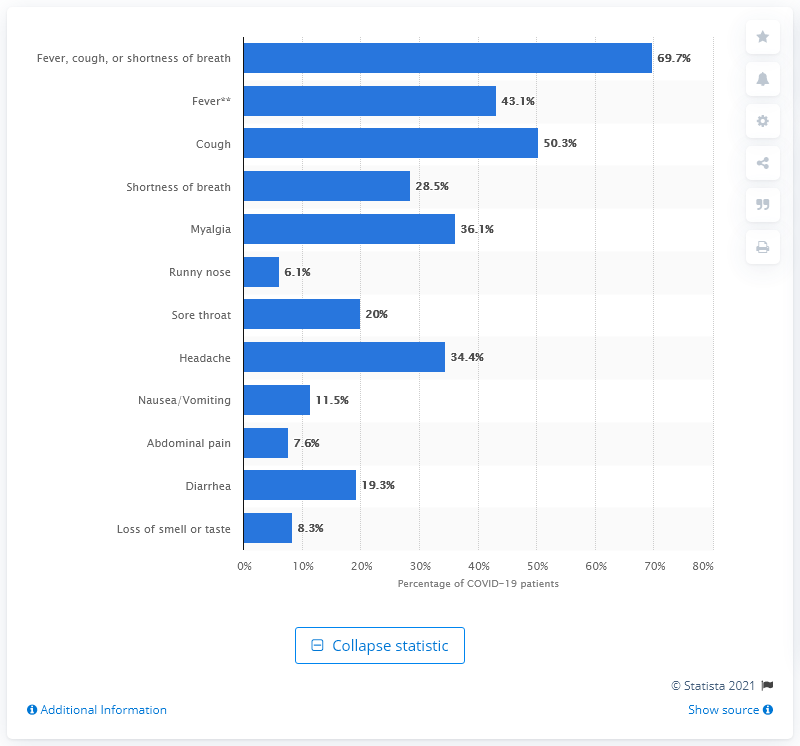 Fever, cough, or shortness of breath 69.7%
Fever** 43.1%
Cough 50.3%
Shortness of breath 28.5%
Myalgia 36.1%
Runny nose 6.1%
Sore throat 20%
Headache 34.4%
Nausea/Vomiting 11.5%
Abdominal pain 7.6%
Diarrhea 19.3%
Loss of smell or taste 8.3%
0% 10% 20% 30% 40% 50% 60% 70% 80%
Percentage of COVID-19 patients
Collapse statistic
© Statista 2021
Additional Information Show source